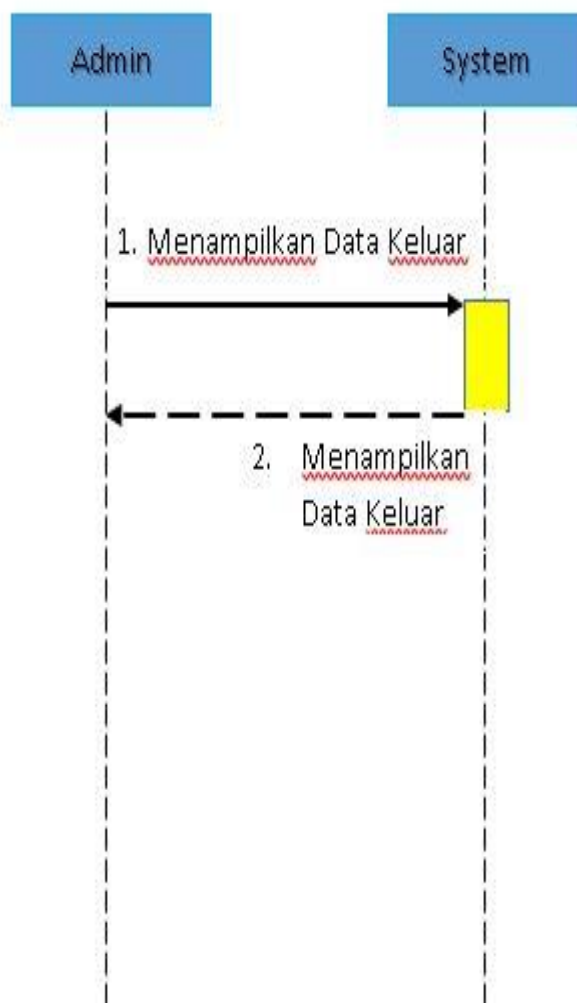 Admin
System
1. Menampilkan Data Keluar
2. Menampilkan
Data Keluar